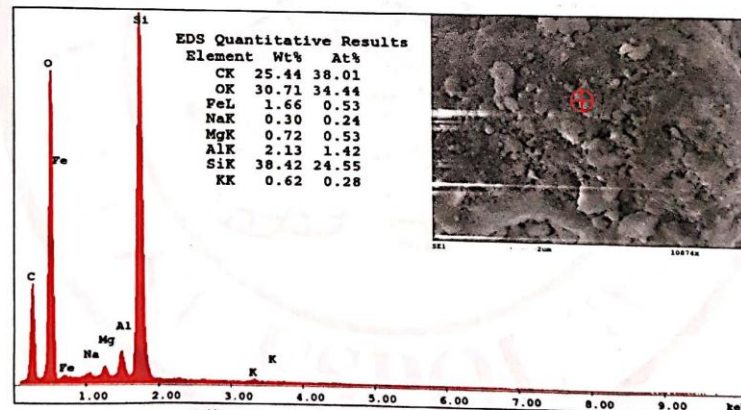 EDS Quantitative Results
Element Wt% At%
CK 25.44 38.01
OK 30.71 34.44
FeL 1.66 0.53
NaK 0.30 0.24
MgK 0.72 0.53
AlK 2.13 1.42
SiK 38.42 24.55
KK 0.62 0.28
Si
O
Fe
C
Fe
Na
Mg
Al
K
K
SE1 2um 10874x
1.00 2.00 3.00 4.00 5.00 6.00 7.00 8.00 9.00 ke